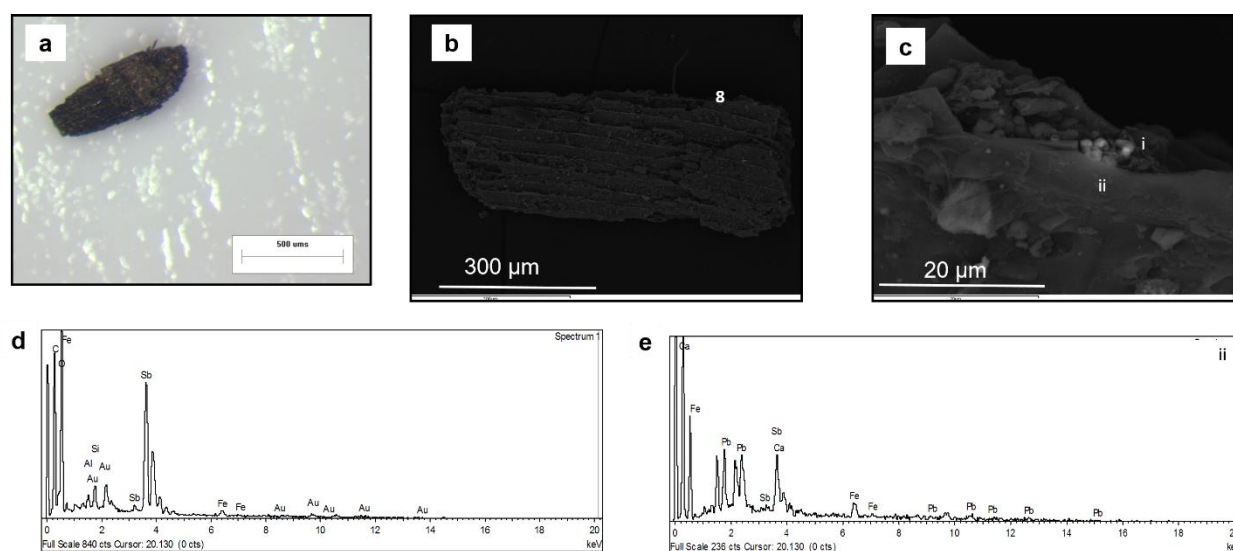 a
500 ums
b
8
300 µm
c
i
ii
20 µm
d
Spectrum 1
Fe
C
O
Sb
Si
Al
Au
Au
Sb
Fe
Fe
Au
Au
Au
Au
Au
0 2 4 6 8 10 12 14 16 18 20
Full Scale 840 cts Cursor: 20.130 (0 cts)
keV
e
ii
Ca
Fe
Pb
Pb
Sb
Ca
Sb
Fe
Fe
Pb
Pb
Pb
Pb
Pb
0 2 4 6 8 10 12 14 16 18 20
Full Scale 236 cts Cursor: 20.130 (0 cts)